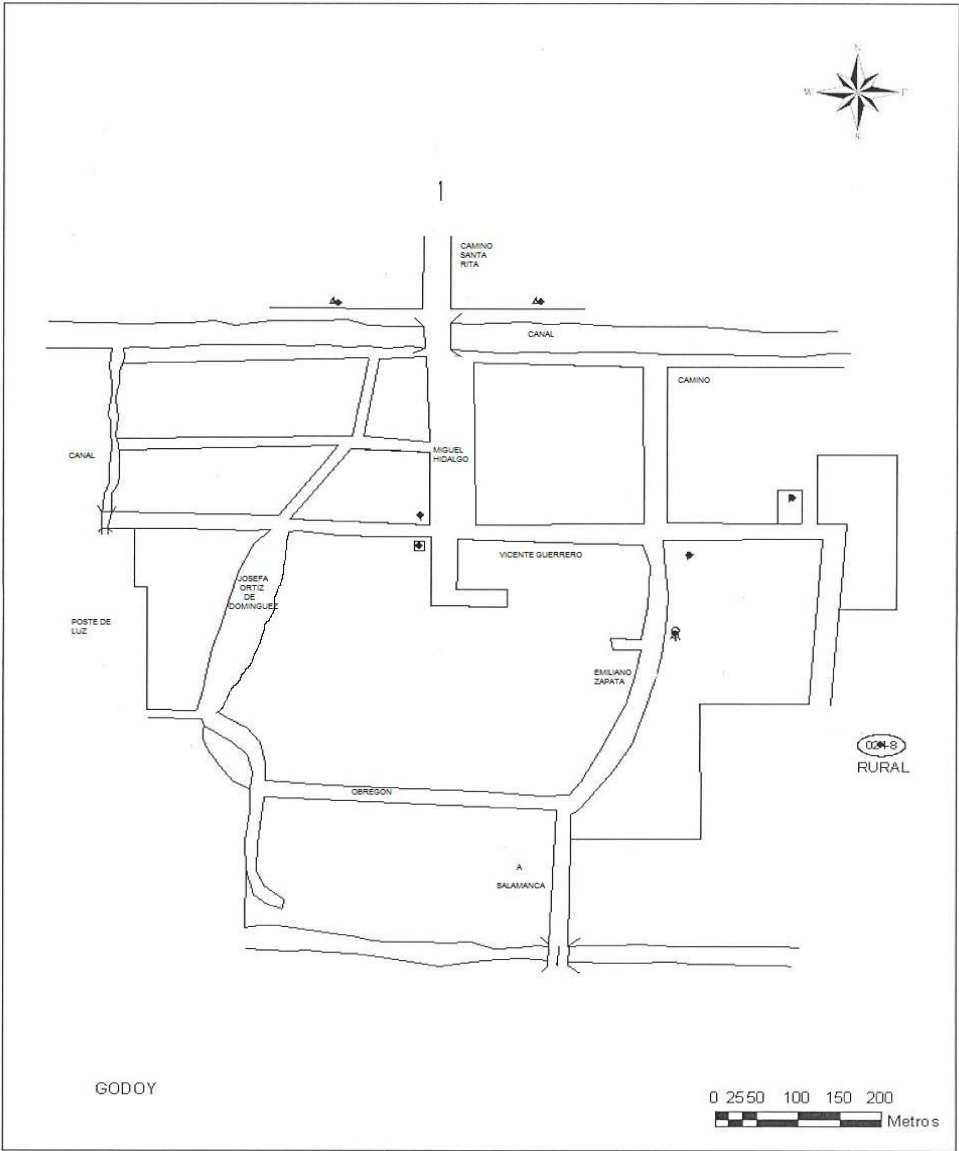 N
W
E
S
1
CAMINO
SANTA
RITA
CANAL
CAMINO
CANAL
MIGUEL
HIDALGO
VICENTE GUERRERO
JOSEFA
ORTIZ
DE
DOMINGUEZ
POSTE DE
LUZ
EMILIANO
ZAPATA
RURAL
OBREGON
A
SALAMANCA
GODOY
0 25 50 100 150 200
Metros